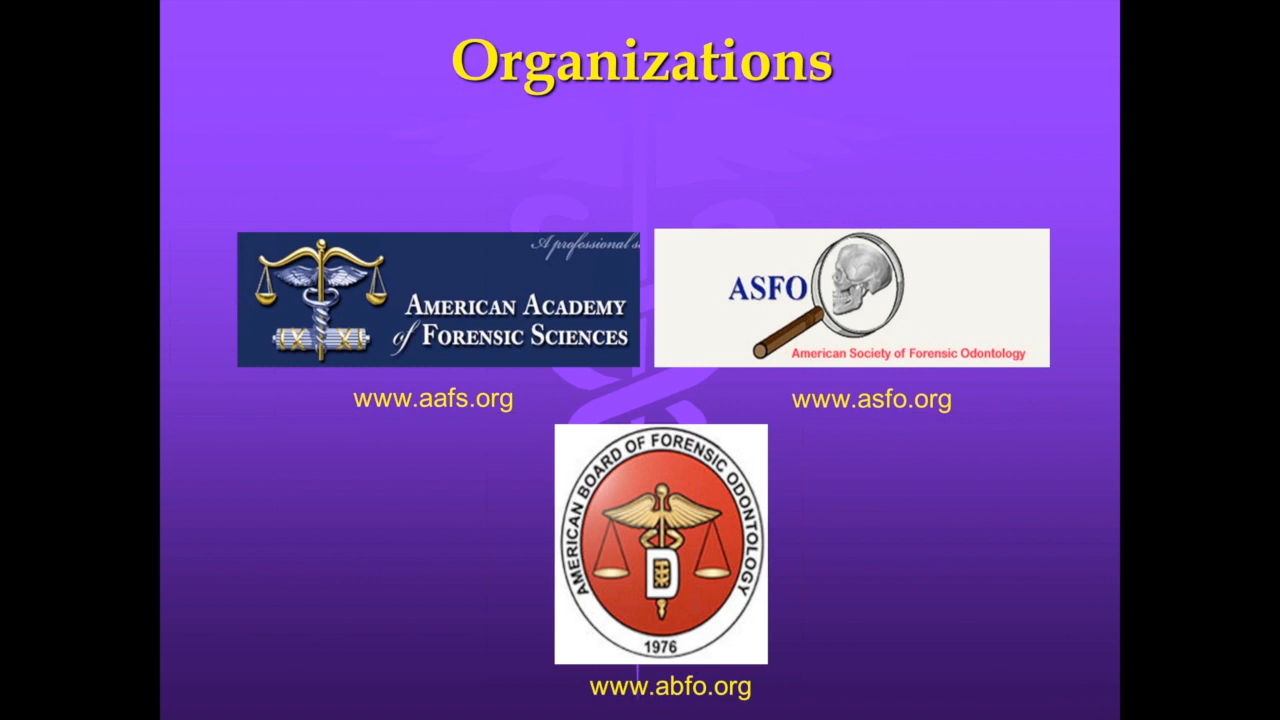 Organizations
A professional
AMERICAN ACADEMY
of FORENSIC SCIENCES
ASFO
American Society of Forensic Odontology
www.aafs.org
www.asfo.org
AMERICAN BOARD OF FORENSIC ODONTOLOGY
D
1976
www.abfo.org